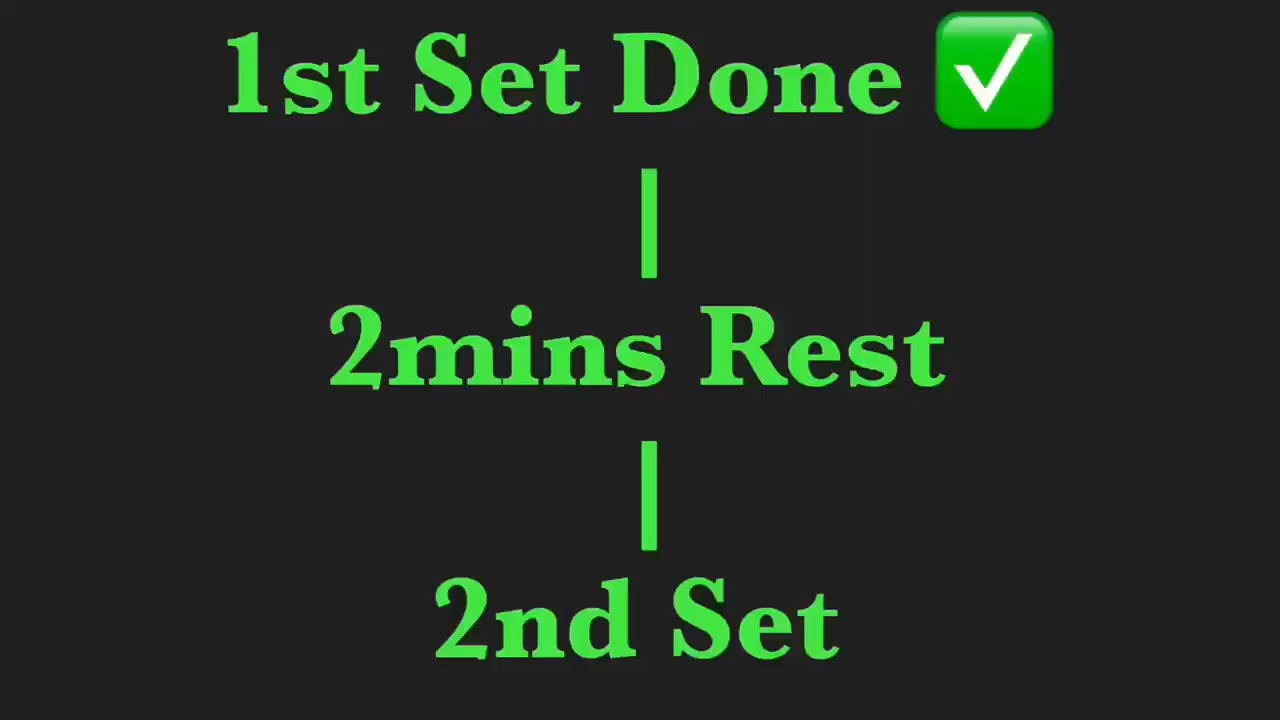 1st Set Done ✅
|
2mins Rest
|
2nd Set